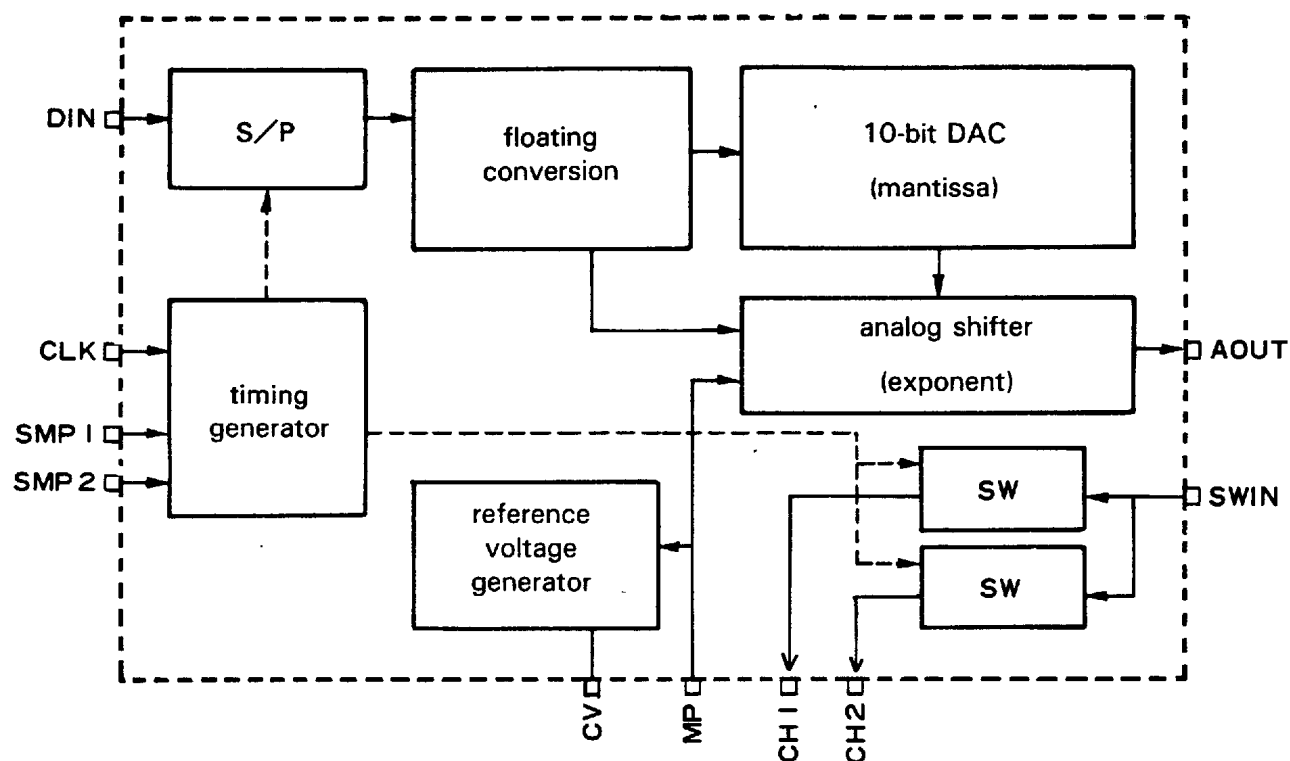 DIN
S/P
floating
conversion
10-bit DAC
(mantissa)
CLK
SMP 1
SMP 2
timing
generator
analog shifter
(exponent)
AOUT
reference
voltage
generator
SW
SW
SWIN
CV
MP
CH 1
CH2